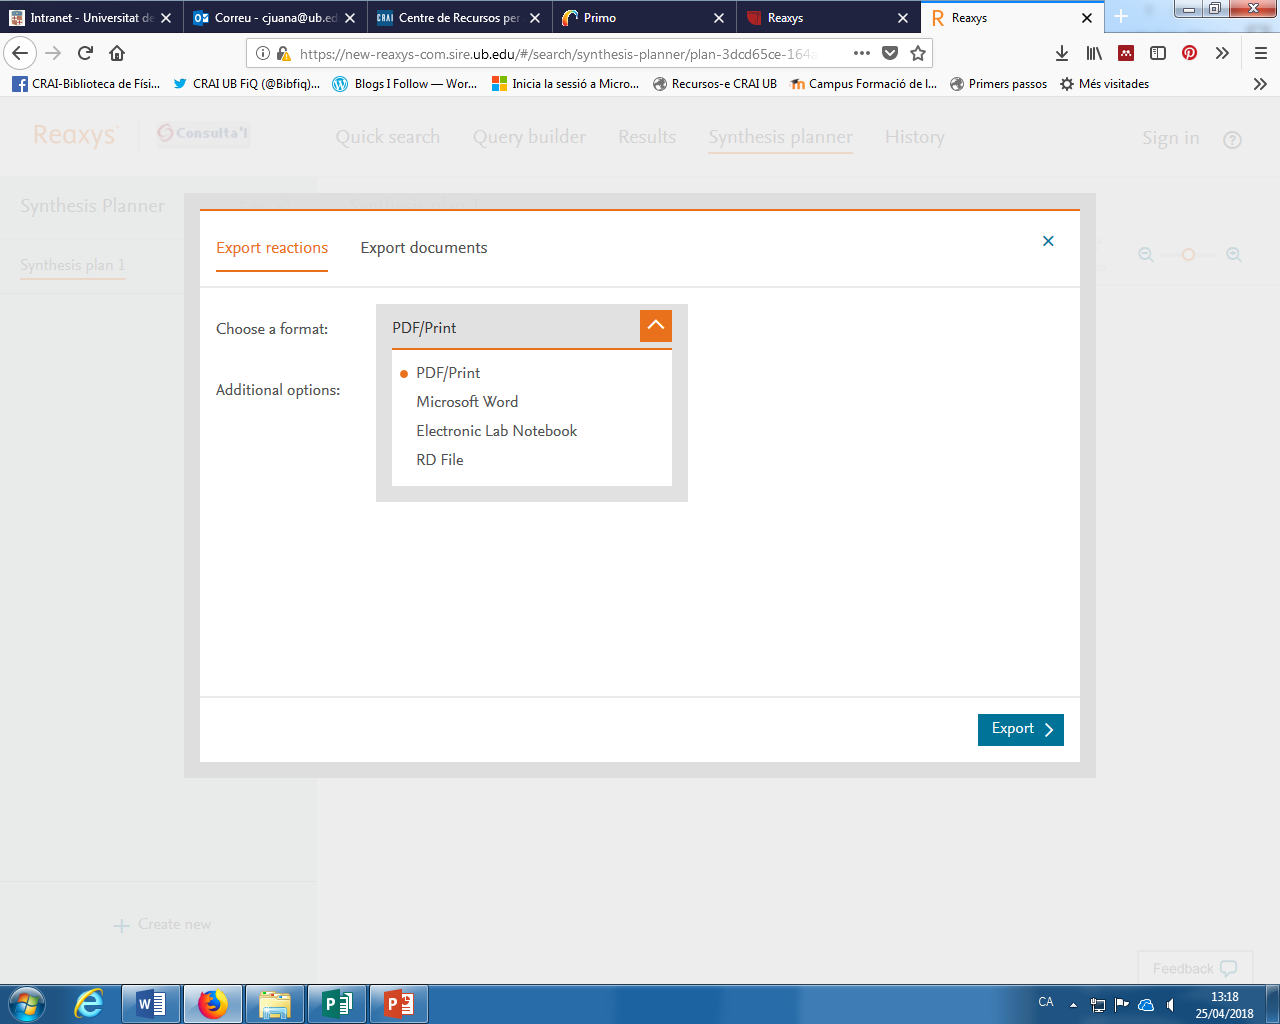 Intranet - Universitat de
Correu - cjuana@ub.ed
CRAI Centre de Recursos per
Primo
Reaxys
R Reaxys
https://new-reaxys-com.sire.ub.edu/#/search/synthesis-planner/plan-3dcd65ce-164a
CRAI-Biblioteca de Físi...
CRAI UB FiQ (@Bibfiq)...
Blogs I Follow — Wor...
Inicia la sessió a Micro...
Recursos-e CRAI UB
Campus Formació de l...
Primers passos
Més visitades
Reaxys
Consulta'l
Quick search
Query builder
Results
Synthesis planner
History
Sign in
Synthesis Planner
Synthesis plan 1
Export reactions
Export documents
Choose a format:
PDF/Print
PDF/Print
Microsoft Word
Electronic Lab Notebook
RD File
Additional options:
Export
Create new
Feedback
CA
13:18
25/04/2018